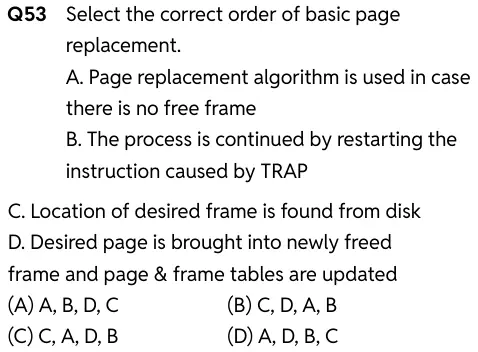 Q53 Select the correct order of basic page
replacement.
A. Page replacement algorithm is used in case
there is no free frame
B. The process is continued by restarting the
instruction caused by TRAP
C. Location of desired frame is found from disk
D. Desired page is brought into newly freed
frame and page & frame tables are updated
(A) A, B, D, C (B) C, D, A, B
(C) C, A, D, B (D) A, D, B, C